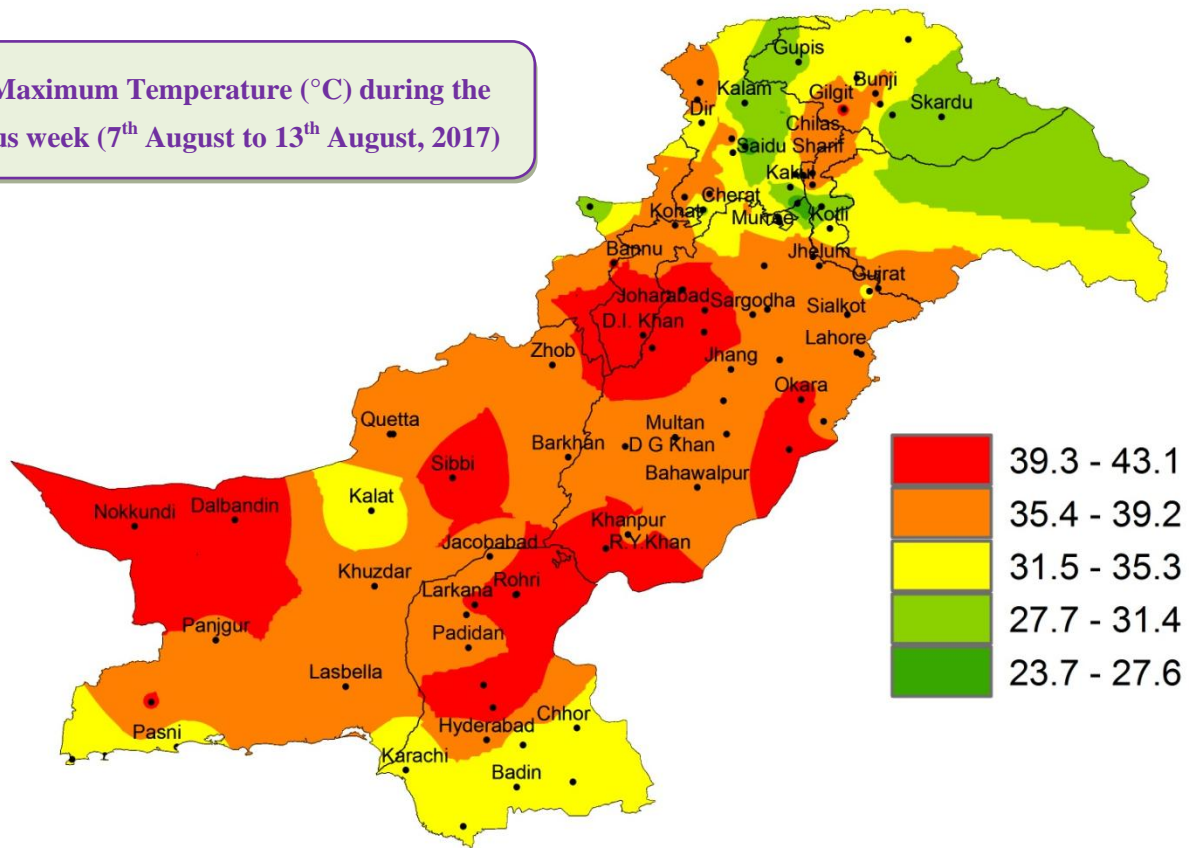 Maximum Temperature (°C) during the
us week (7th August to 13th August, 2017)
Gupis
Bunji
Kalam
Gilgit
Skardu
Dir
Chilas
Saidu Sharif
Kakul
Cherat
Kohat
Murree
Kotli
Bannu
Jhelum
Gujrat
Joharabad
Sargodha
Sialkot
D.I. Khan
Lahore
Zhob
Jhang
Okara
Quetta
Multan
Barkhan
D G Khan
Sibbi
Bahawalpur
Kalat
Nokkundi
Dalbandin
Khanpur
Jacobabad
R.Y.Khan
Khuzdar
Rohri
Larkana
Panjgur
Padidan
Lasbella
Pasni
Hyderabad
Chhor
Karachi
Badin
39.3 - 43.1
35.4 - 39.2
31.5 - 35.3
27.7 - 31.4
23.7 - 27.6